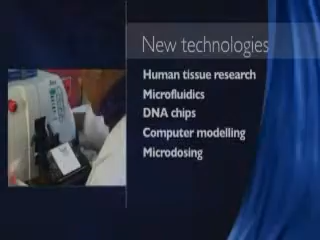 New technologies
Human tissue research
Microfluidics
DNA chips
Computer modelling
Microdosing